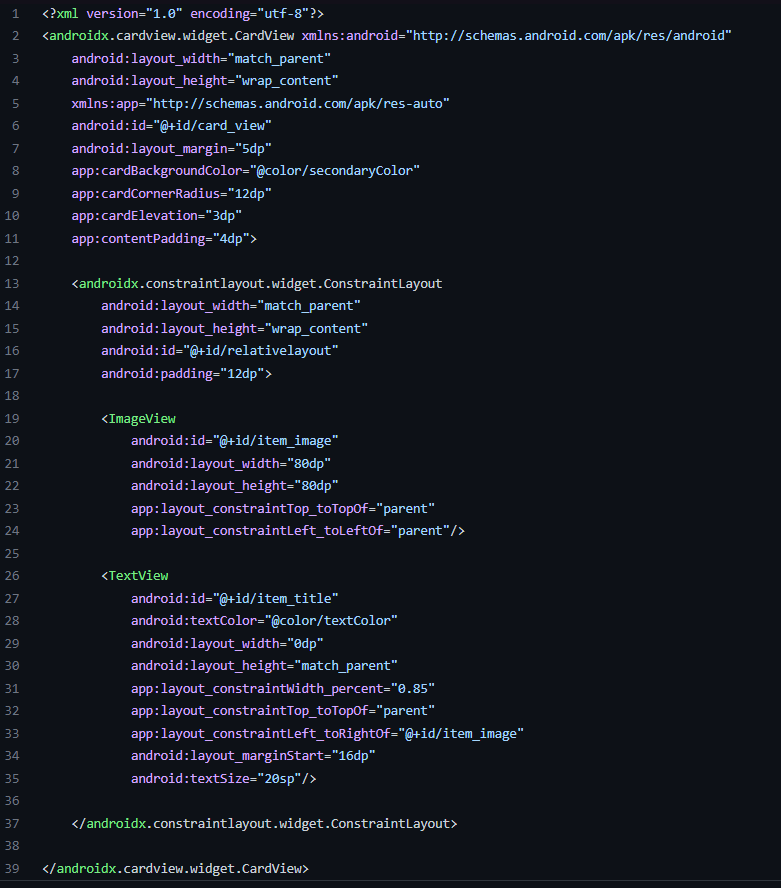 1 <?xml version="1.0" encoding="utf-8"?>
2 <androidx.cardview.widget.CardView xmlns:android="http://schemas.android.com/apk/res/android"
3     android:layout_width="match_parent"
4     android:layout_height="wrap_content"
5     xmlns:app="http://schemas.android.com/apk/res-auto"
6     android:id="@+id/card_view"
7     android:layout_margin="5dp"
8     app:cardBackgroundColor="@color/secondaryColor"
9     app:cardCornerRadius="12dp"
10     app:cardElevation="3dp"
11     app:contentPadding="4dp">
12
13     <androidx.constraintlayout.widget.ConstraintLayout
14         android:layout_width="match_parent"
15         android:layout_height="wrap_content"
16         android:id="@+id/relativelayout"
17         android:padding="12dp">
18
19         <ImageView
20             android:id="@+id/item_image"
21             android:layout_width="80dp"
22             android:layout_height="80dp"
23             app:layout_constraintTop_toTopOf="parent"
24             app:layout_constraintLeft_toLeftOf="parent"/>
25
26         <TextView
27             android:id="@+id/item_title"
28             android:textColor="@color/textColor"
29             android:layout_width="0dp"
30             android:layout_height="match_parent"
31             app:layout_constraintWidth_percent="0.85"
32             app:layout_constraintTop_toTopOf="parent"
33             app:layout_constraintLeft_toRightOf="@+id/item_image"
34             android:layout_marginStart="16dp"
35             android:textSize="20sp"/>
36
37     </androidx.constraintlayout.widget.ConstraintLayout>
38
39 </androidx.cardview.widget.CardView>